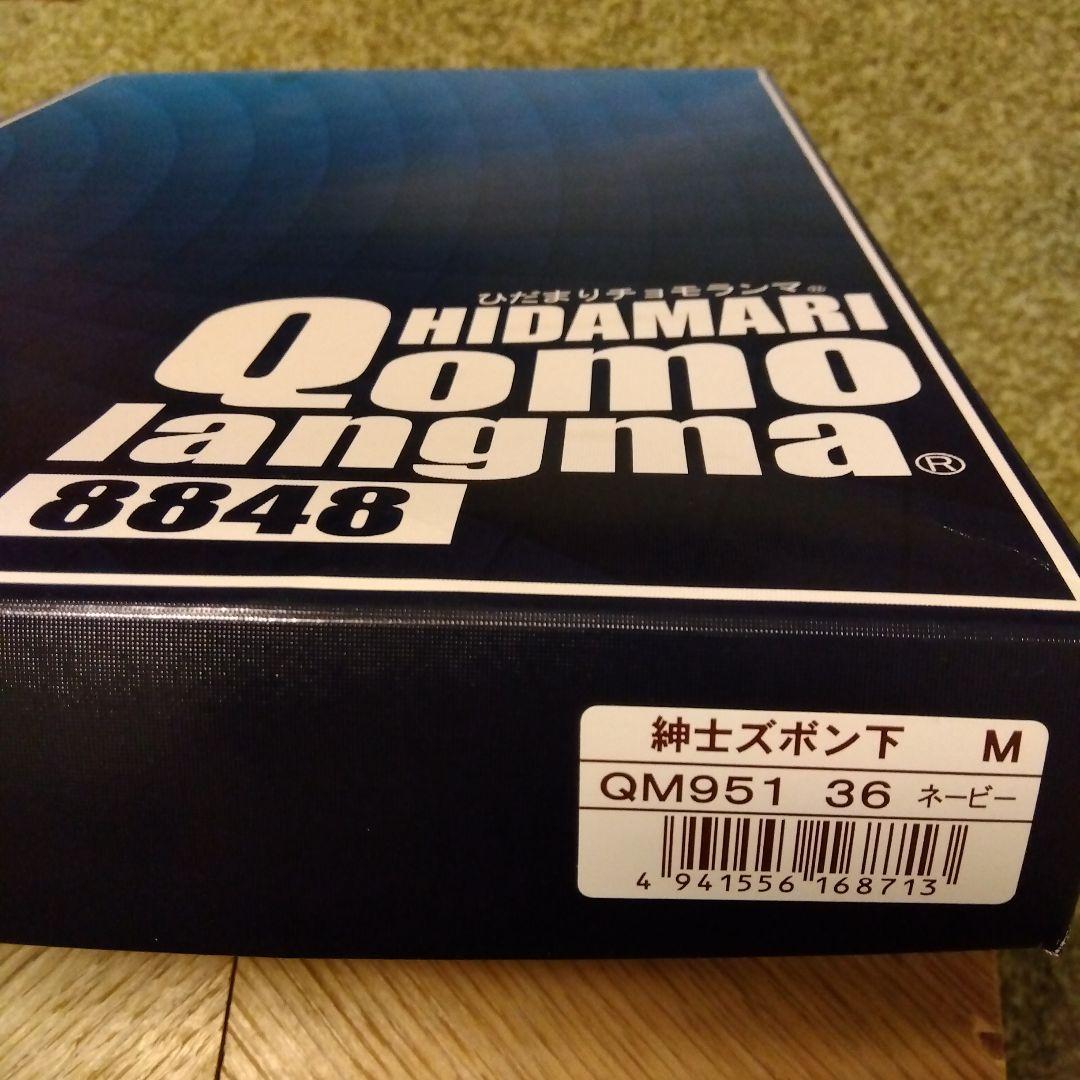 ひだまりチョモランマ®
HIDAMARI
Qomo
langma®
8848
紳士ズボン下 M
QM951 36 ネービー
4 941556 168713